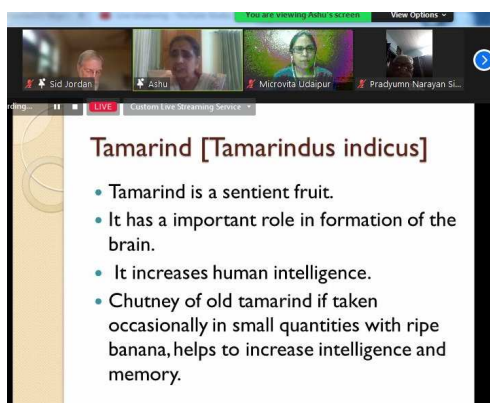 You are viewing Ashu's screen View Options
Sid Jordan Ashu Microvita Udaipur Pradyumn Narayan Si...
rding... LIVE Custom Live Streaming Service
Tamarind [Tamarindus indicus]
• Tamarind is a sentient fruit.
• It has a important role in formation of the
brain.
• It increases human intelligence.
• Chutney of old tamarind if taken
occasionally in small quantities with ripe
banana, helps to increase intelligence and
memory.